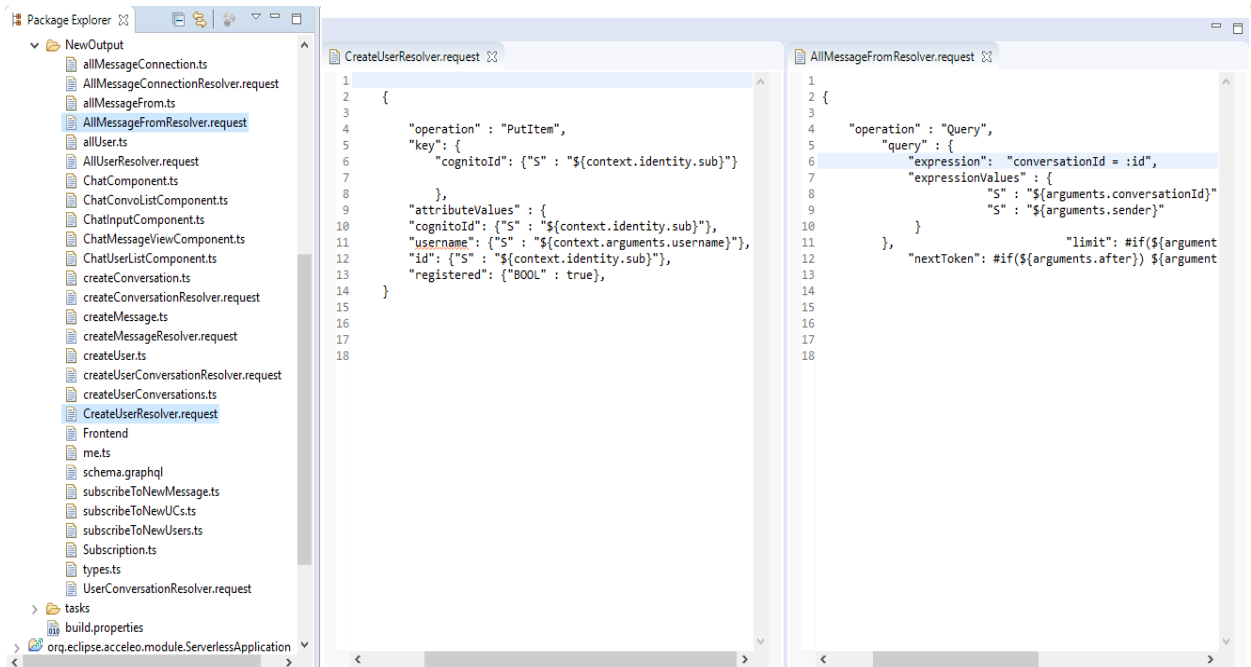 Package Explorer
NewOutput
allMessageConnection.ts
AllMessageConnectionResolver.request
allMessageFrom.ts
AllMessageFromResolver.request
allUser.ts
AllUserResolver.request
ChatComponent.ts
ChatConvoListComponent.ts
ChatInputComponent.ts
ChatMessageViewComponent.ts
ChatUserListComponent.ts
createConversation.ts
createConversationResolver.request
createMessage.ts
createMessageResolver.request
createUser.ts
createUserConversationResolver.request
createUserConversations.ts
CreateUserResolver.request
Frontend
me.ts
schema.graphql
subscribeToNewMessage.ts
subscribeToNewUCs.ts
subscribeToNewUsers.ts
Subscription.ts
types.ts
UserConversationResolver.request
tasks
build.properties
org.eclipse.acceleo.module.ServerlessApplication
CreateUserResolver.request
1
2 {
3
4 "operation" : "PutItem",
5 "key": {
6 "cognitoId": {"S" : "${context.identity.sub}"}
7
8 },
9 "attributeValues" : {
10 "cognitoId": {"S" : "${context.identity.sub}"},
11 "username": {"S" : "${context.arguments.username}"},
12 "id": {"S" : "${context.identity.sub}"},
13 "registered": {"BOOL" : true},
14 }
15
16
17
18
AllMessageFromResolver.request
1
2 {
3
4 "operation" : "Query",
5 "query" : {
6 "expression": "conversationId = :id",
7 "expressionValues" : {
8 "S" : "${arguments.conversationId}"
9 "S" : "${arguments.sender}"
10 }
11 }, "limit": #if(${argument
12 "nextToken": #if(${arguments.after}) ${argument
13
14
15
16
17
18